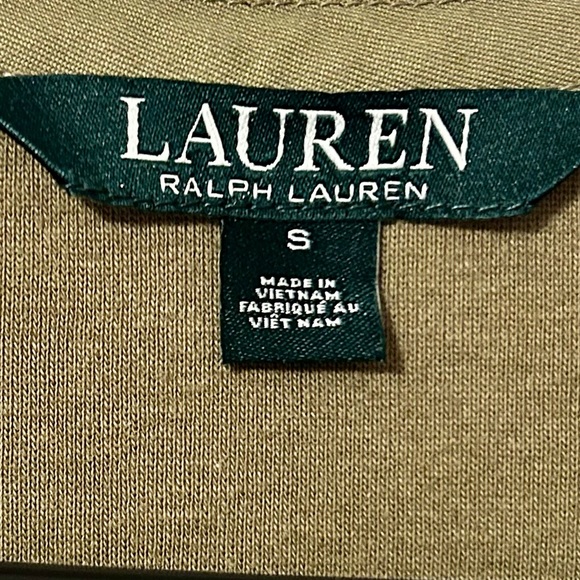 LAUREN
RALPH LAUREN
S
MADE IN
VIETNAM
FABRIQUÉ AU
VIÊT NAM